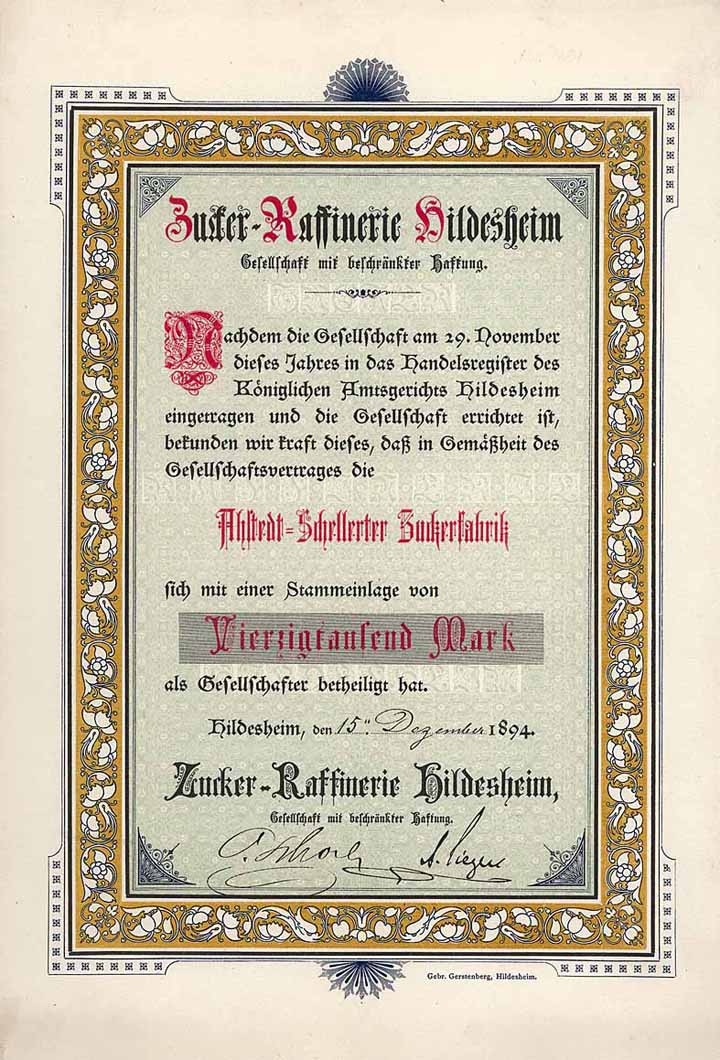 Zucker-Raffinerie Hildesheim
Gesellschaft mit beschränkter Haftung.
Nachdem die Gesellschaft am 29. November
dieses Jahres in das Handelsregister des
Königlichen Amtsgerichts Hildesheim
eingetragen und die Gesellschaft errichtet ist,
bekunden wir kraft dieses, daß in Gemäßheit des
Gesellschaftsvertrages die
Ahstedt-Schellerter Zuckerfabrik
sich mit einer Stammeinlage von
Vierzigtausend Mark
als Gesellschafter betheiligt hat.
Hildesheim, den 15ten Dezember 1894.
Zucker-Raffinerie Hildesheim,
Gesellschaft mit beschränkter Haftung.
Gebr. Gerstenberg, Hildesheim.